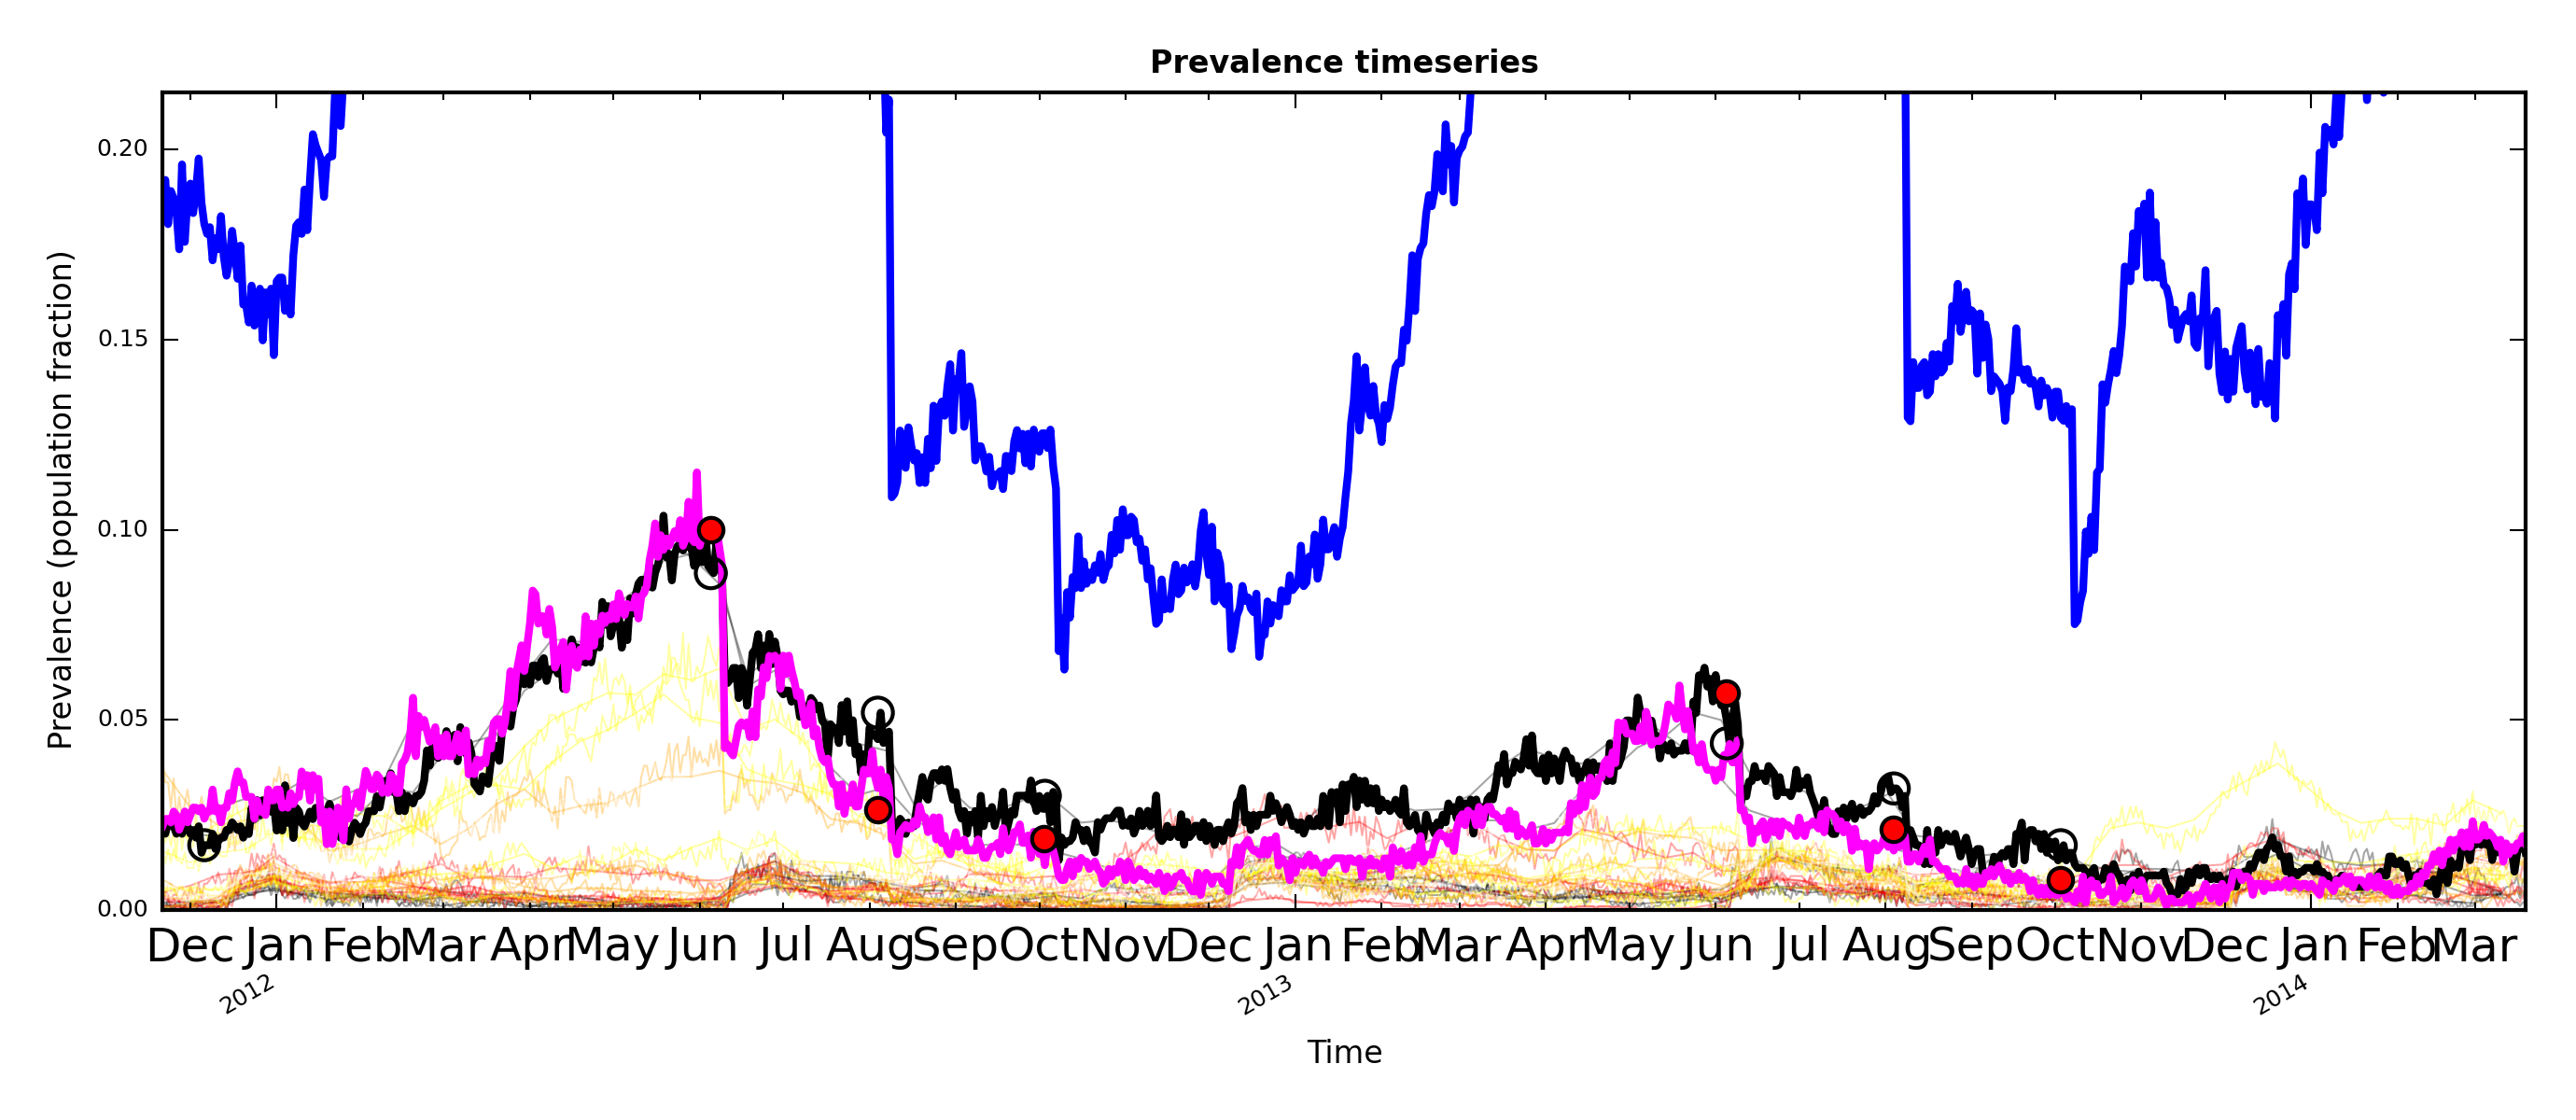 Prevalence timeseries
Prevalence (population fraction)
0.20
0.15
0.10
0.05
0.00
Dec Jan Feb Mar Apr May Jun Jul Aug Sep Oct Nov Dec Jan Feb Mar Apr May Jun Jul Aug Sep Oct Nov Dec Jan Feb Mar
2012 2013 2014
Time